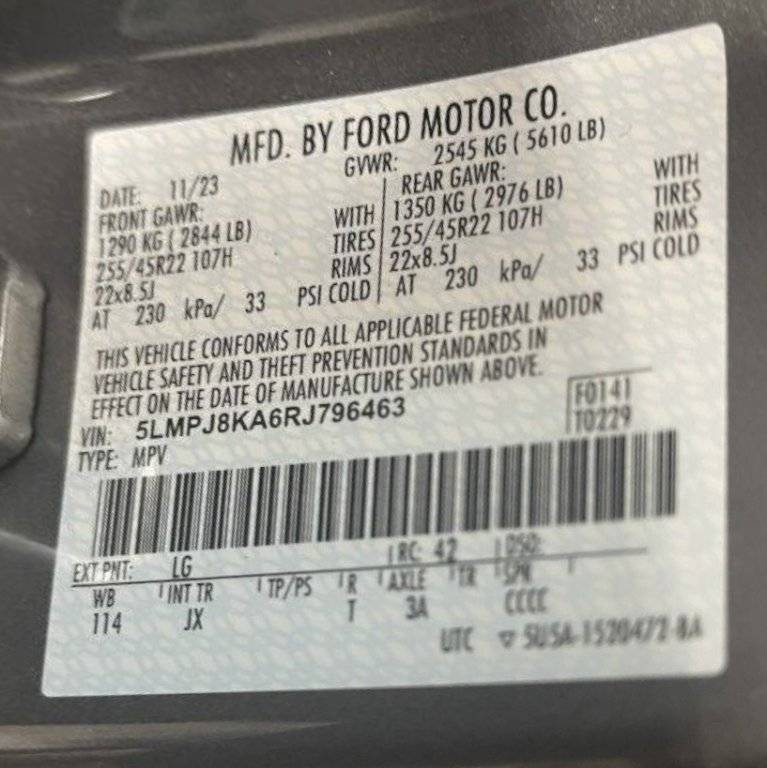 MFD. BY FORD MOTOR CO.
DATE: 11/23 GVWR: 2545 KG ( 5610 LB)
FRONT GAWR: REAR GAWR:
1290 KG ( 2844 LB) WITH 1350 KG ( 2976 LB) WITH
255/45R22 107H TIRES 255/45R22 107H TIRES
22x8.5J RIMS 22x8.5J RIMS
AT 230 kPa/ 33 PSI COLD AT 230 kPa/ 33 PSI COLD
THIS VEHICLE CONFORMS TO ALL APPLICABLE FEDERAL MOTOR
VEHICLE SAFETY AND THEFT PREVENTION STANDARDS IN
EFFECT ON THE DATE OF MANUFACTURE SHOWN ABOVE.
VIN: 5LMPJ8KA6RJ796463 F0141
TYPE: MPV T0229
EXT PNT: LG RC: 42 DSO:
WB INT TR TP/PS R AXLE TR SPR
114 JX T 3A CCCC
UTC ▽ 5U5A-1520472-BA